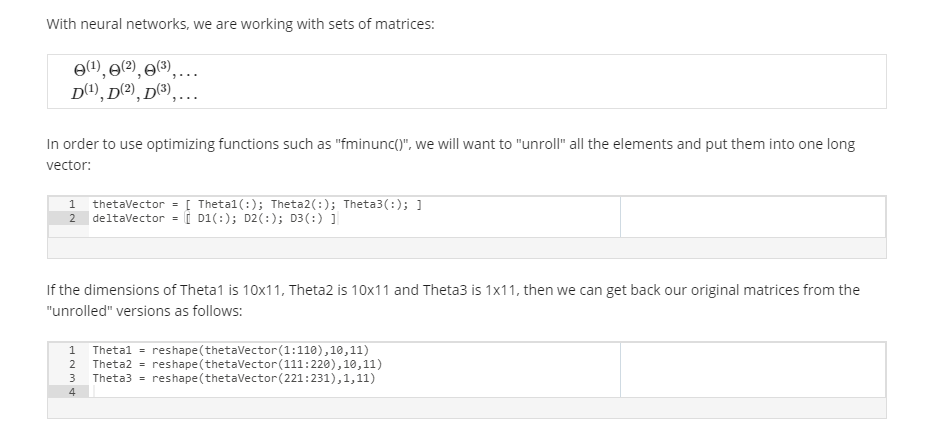 With neural networks, we are working with sets of matrices:
Θ(1), Θ(2), Θ(3), ...
D(1), D(2), D(3), ...
In order to use optimizing functions such as "fminunc()", we will want to "unroll" all the elements and put them into one long
vector:
1 thetaVector = [ Theta1(:); Theta2(:); Theta3(:); ]
2 deltaVector = [ D1(:); D2(:); D3(:) ]
If the dimensions of Theta1 is 10x11, Theta2 is 10x11 and Theta3 is 1x11, then we can get back our original matrices from the
"unrolled" versions as follows:
1 Theta1 = reshape(thetaVector(1:110),10,11)
2 Theta2 = reshape(thetaVector(111:220),10,11)
3 Theta3 = reshape(thetaVector(221:231),1,11)
4